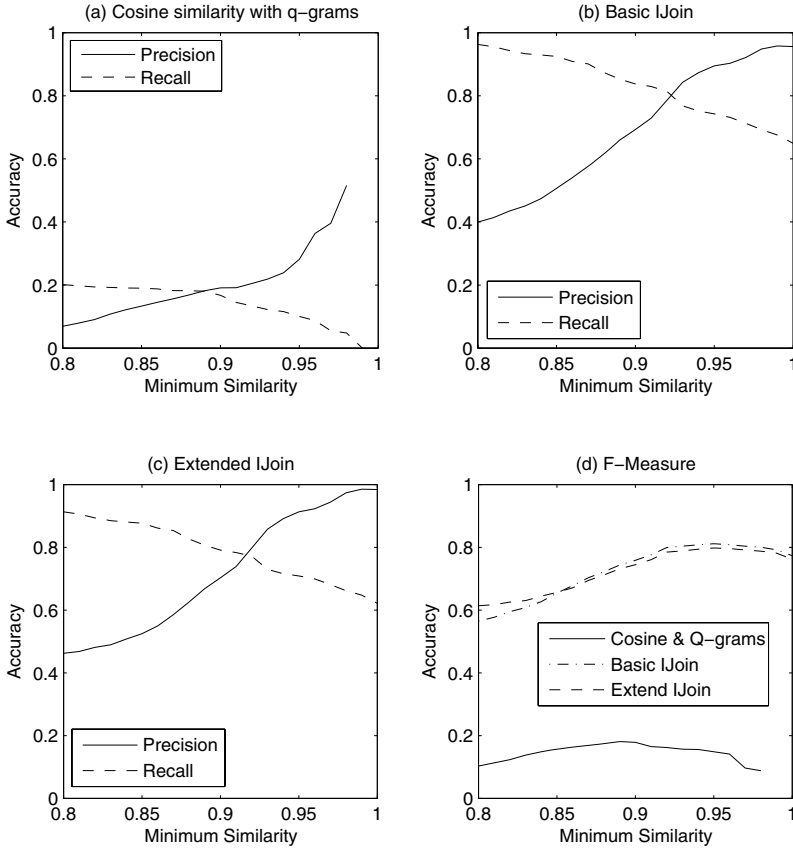 (a) Cosine similarity with q−grams
1
0.8
0.6
0.4
0.2
0
0.8
0.85
0.9
0.95
1
Accuracy
Minimum Similarity
Precision
Recall
(b) Basic IJoin
1
0.8
0.6
0.4
0.2
0
0.8
0.85
0.9
0.95
1
Accuracy
Minimum Similarity
Precision
Recall
(c) Extended IJoin
1
0.8
0.6
0.4
0.2
0
0.8
0.85
0.9
0.95
1
Accuracy
Minimum Similarity
Precision
Recall
(d) F−Measure
1
0.8
0.6
0.4
0.2
0
0.8
0.85
0.9
0.95
1
Accuracy
Minimum Similarity
Cosine & Q−grams
Basic IJoin
Extend IJoin